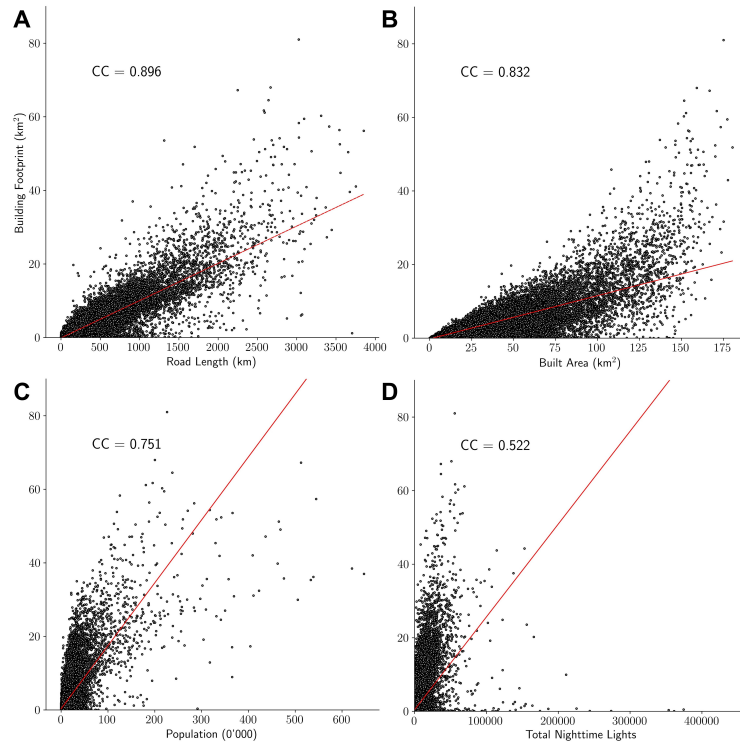 A
B
80
60
40
20
0
Building Footprint (km²)
CC = 0.896
0 500 1000 1500 2000 2500 3000 3500 4000
Road Length (km)
80
60
40
20
0
CC = 0.832
0 25 50 75 100 125 150 175
Built Area (km²)
C
D
80
60
40
20
0
CC = 0.751
0 100 200 300 400 500 600
Population (0'000)
80
60
40
20
0
CC = 0.522
0 100000 200000 300000 400000
Total Nighttime Lights